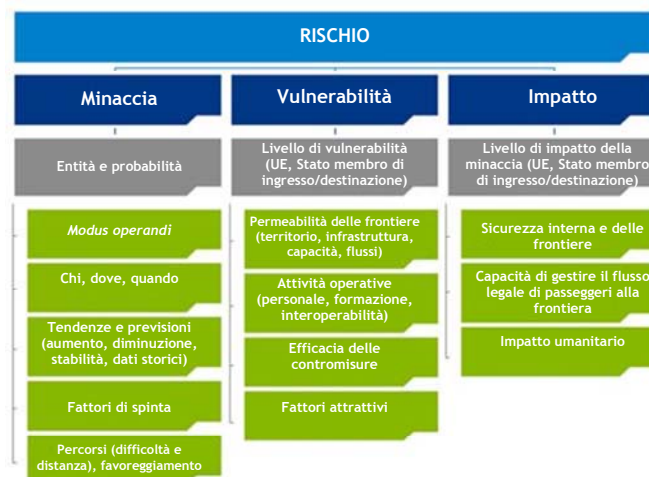 RISCHIO
Minaccia
Vulnerabilità
Impatto
Entità e probabilità
Livello di vulnerabilità
(UE, Stato membro di
ingresso/destinazione)
Livello di impatto della
minaccia (UE, Stato membro
di ingresso/destinazione)
Modus operandi
Chi, dove, quando
Tendenze e previsioni
(aumento, diminuzione,
stabilità, dati storici)
Fattori di spinta
Percorsi (difficoltà e
distanza), favoreggiamento
Permeabilità delle frontiere
(territorio, infrastruttura,
capacità, flussi)
Attività operative
(personale, formazione,
interoperabilità)
Efficacia delle
contromisure
Fattori attrattivi
Sicurezza interna e delle
frontiere
Capacità di gestire il flusso
legale di passeggeri alla
frontiera
Impatto umanitario